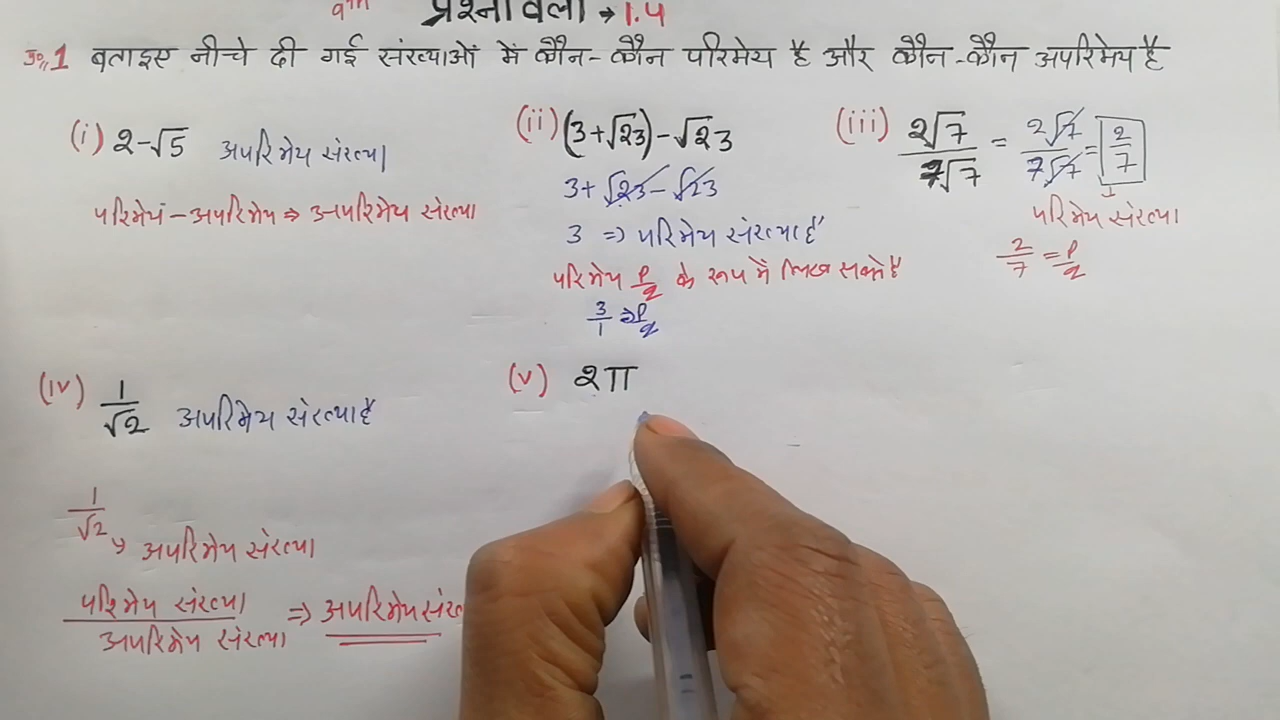 9th प्रश्नावली → 1.4
प्र०1 बताइए नीचे दी गई संख्याओं में कौन-कौन परिमेय है और कौन-कौन अपरिमेय है
(i) 2-√5 अपरिमेय संख्या
परिमेय - अपरिमेय ⇒ अपरिमेय संख्या
(ii) (3+√23)-√23
3+√23-√23
3 ⇒ परिमेय संख्या है
परिमेय p/q के रूप में लिख सकते है
3/1 ⇒ p/q
(iii) 2√7/7√7 = 2√7/7√7 = 2/7
परिमेय संख्या
2/7 = p/q
(iv) 1/√2 अपरिमेय संख्या है
1/√2 → अपरिमेय संख्या
परिमेय संख्या/अपरिमेय संख्या ⇒ अपरिमेय
(v) 2π